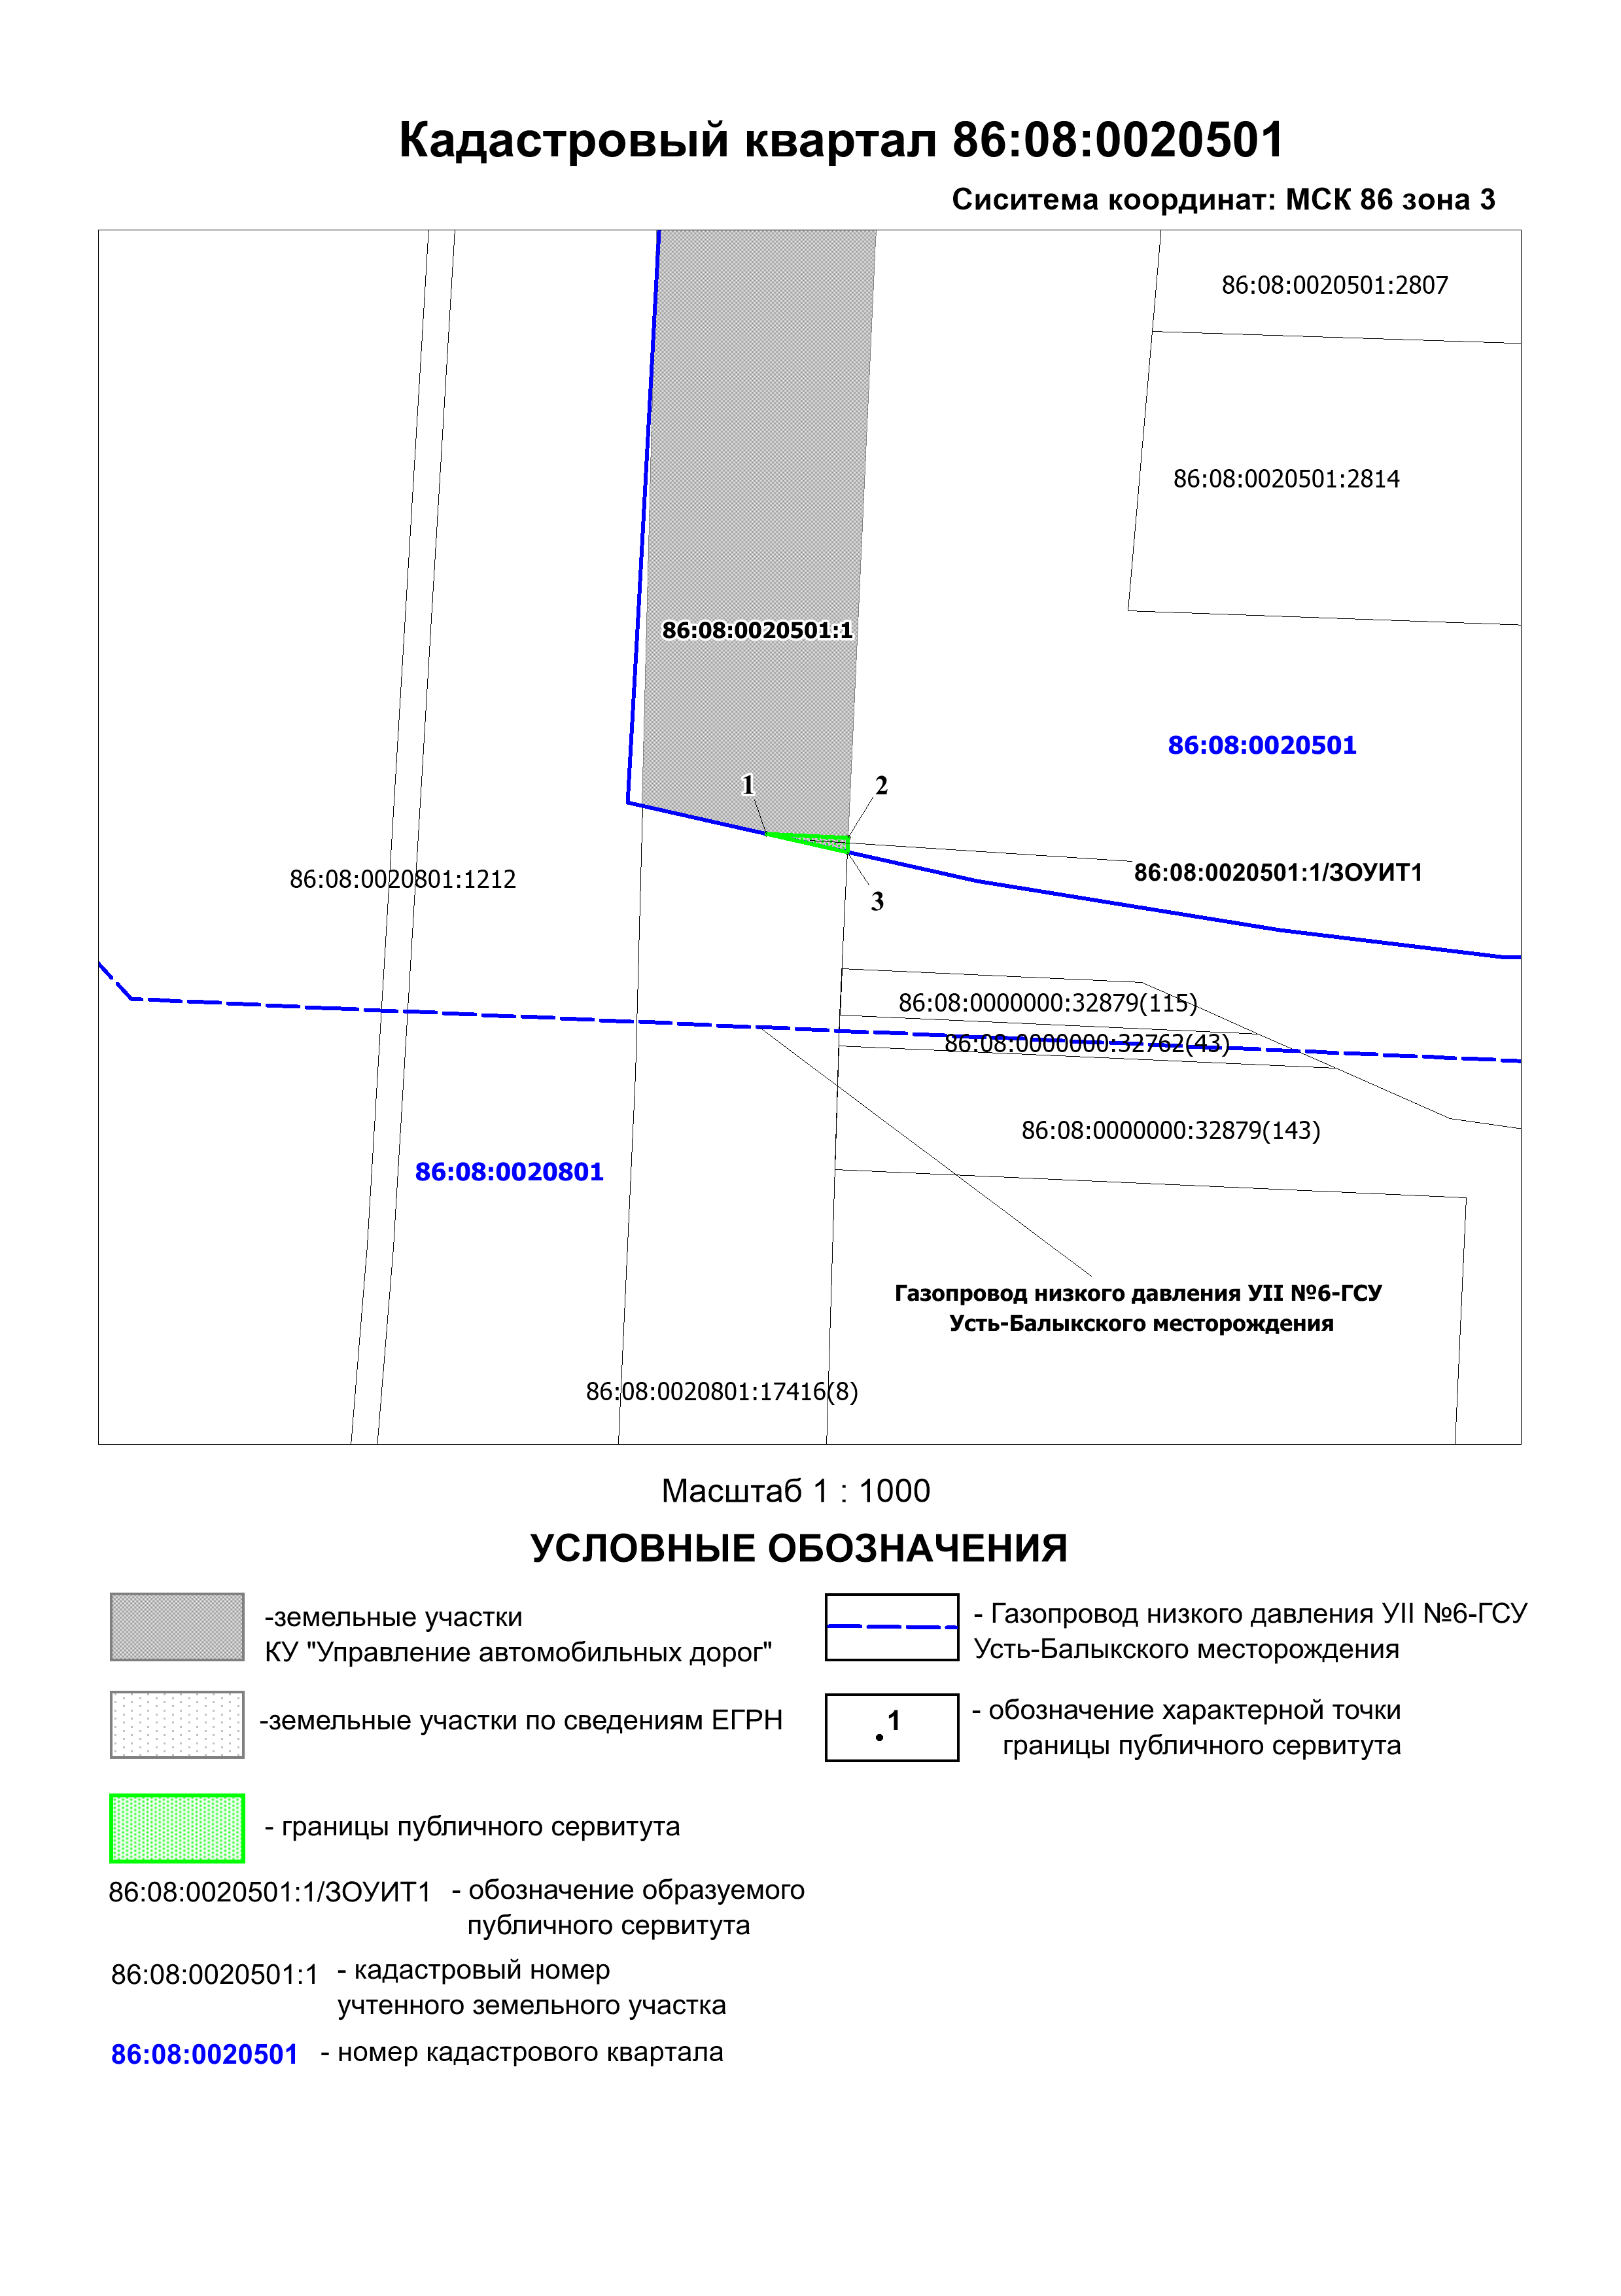 Кадастровый квартал 86:08:0020501
Сиситема координат: МСК 86 зона 3
86:08:0020501:2807
86:08:0020501:2814
86:08:0020501:1
86:08:0020501
1
2
86:08:0020501:1/ЗОУИТ1
86:08:0020801:1212
3
86:08:0000000:32879(115)
86:08:0000000:32762(43)
86:08:0000000:32879(143)
86:08:0020801
Газопровод низкого давления УII №6-ГСУ
Усть-Балыкского месторождения
86:08:0020801:17416(8)
Масштаб 1 : 1000
УСЛОВНЫЕ ОБОЗНАЧЕНИЯ
-земельные участки
КУ "Управление автомобильных дорог"
-земельные участки по сведениям ЕГРН
- границы публичного сервитута
86:08:0020501:1/ЗОУИТ1 - обозначение образуемого
публичного сервитута
86:08:0020501:1 - кадастровый номер
учтенного земельного участка
86:08:0020501 - номер кадастрового квартала
- Газопровод низкого давления УII №6-ГСУ
Усть-Балыкского месторождения
1
- обозначение характерной точки
границы публичного сервитута